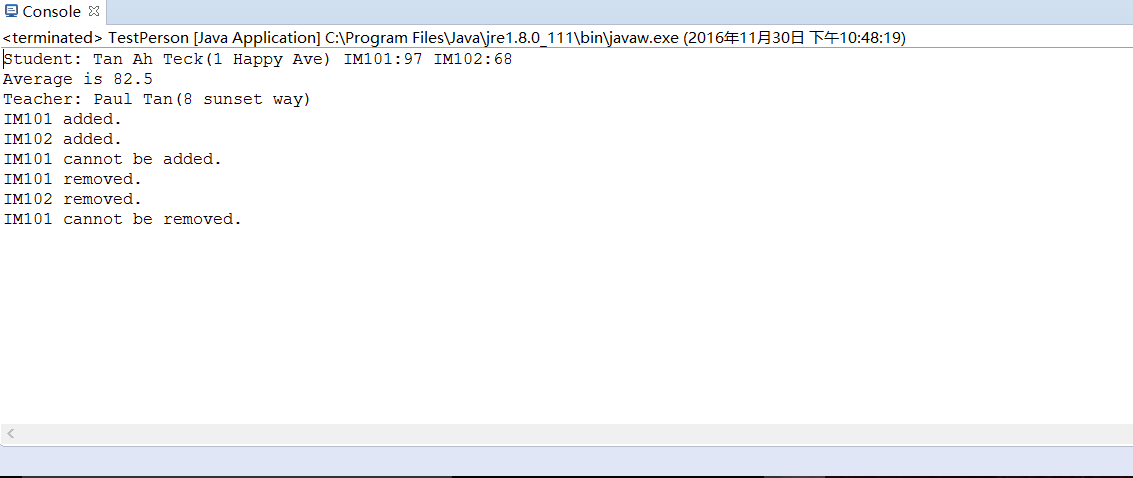 Console
<terminated> TestPerson [Java Application] C:\Program Files\Java\jre1.8.0_111\bin\javaw.exe (2016年11月30日 下午10:48:19)
Student: Tan Ah Teck(1 Happy Ave) IM101:97 IM102:68
Average is 82.5
Teacher: Paul Tan(8 sunset way)
IM101 added.
IM102 added.
IM101 cannot be added.
IM101 removed.
IM102 removed.
IM101 cannot be removed.